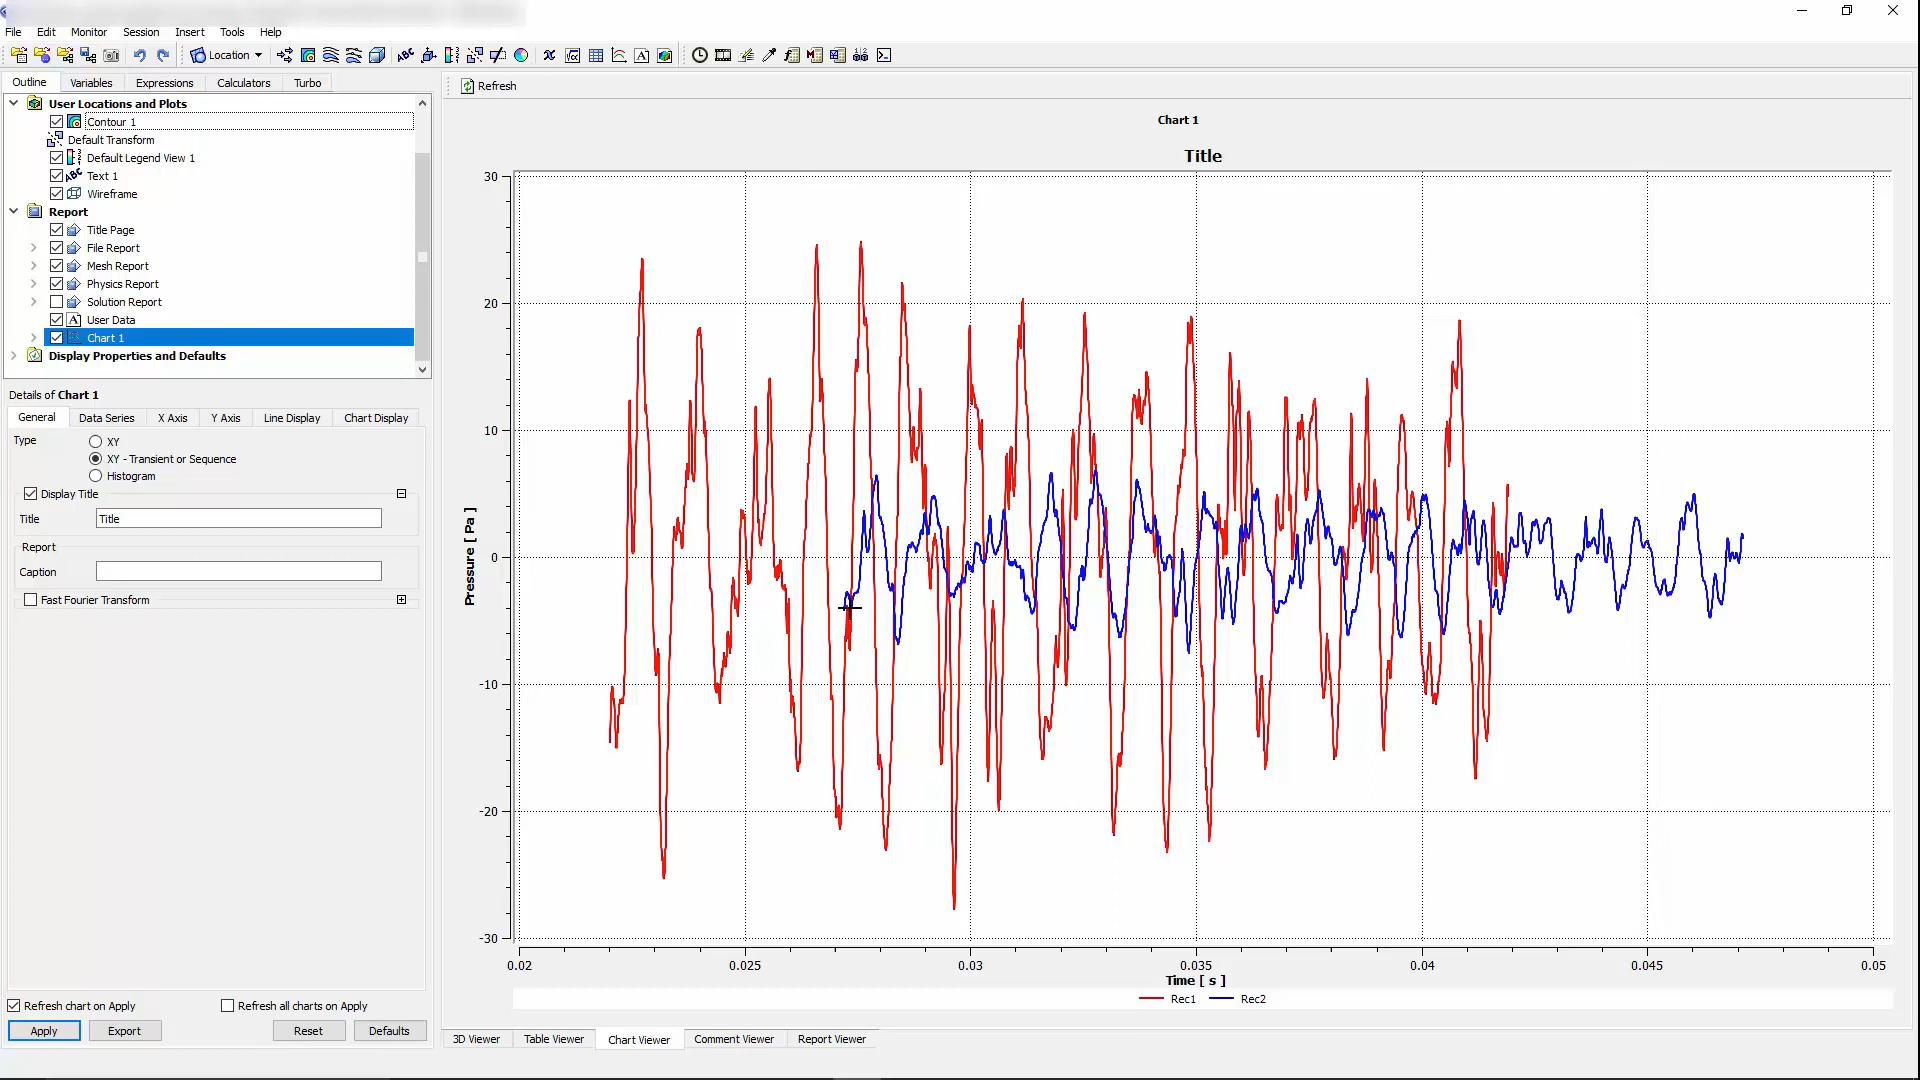 File Edit Monitor Session Insert Tools Help
Location
Outline Variables Expressions Calculators Turbo
User Locations and Plots
Contour 1
Default Transform
Default Legend View 1
Text 1
Wireframe
Report
Title Page
File Report
Mesh Report
Physics Report
Solution Report
User Data
Chart 1
Display Properties and Defaults
Details of Chart 1
General Data Series X Axis Y Axis Line Display Chart Display
Type
XY
XY - Transient or Sequence
Histogram
Display Title
Title Title
Report
Caption
Fast Fourier Transform
Refresh chart on Apply Refresh all charts on Apply
Apply Export Reset Defaults
Refresh
Chart 1
Title
30
20
10
0
-10
-20
-30
Pressure [ Pa ]
0.02 0.025 0.03 0.035 0.04 0.045 0.05
Time [ s ]
Rec1 Rec2
3D Viewer Table Viewer Chart Viewer Comment Viewer Report Viewer